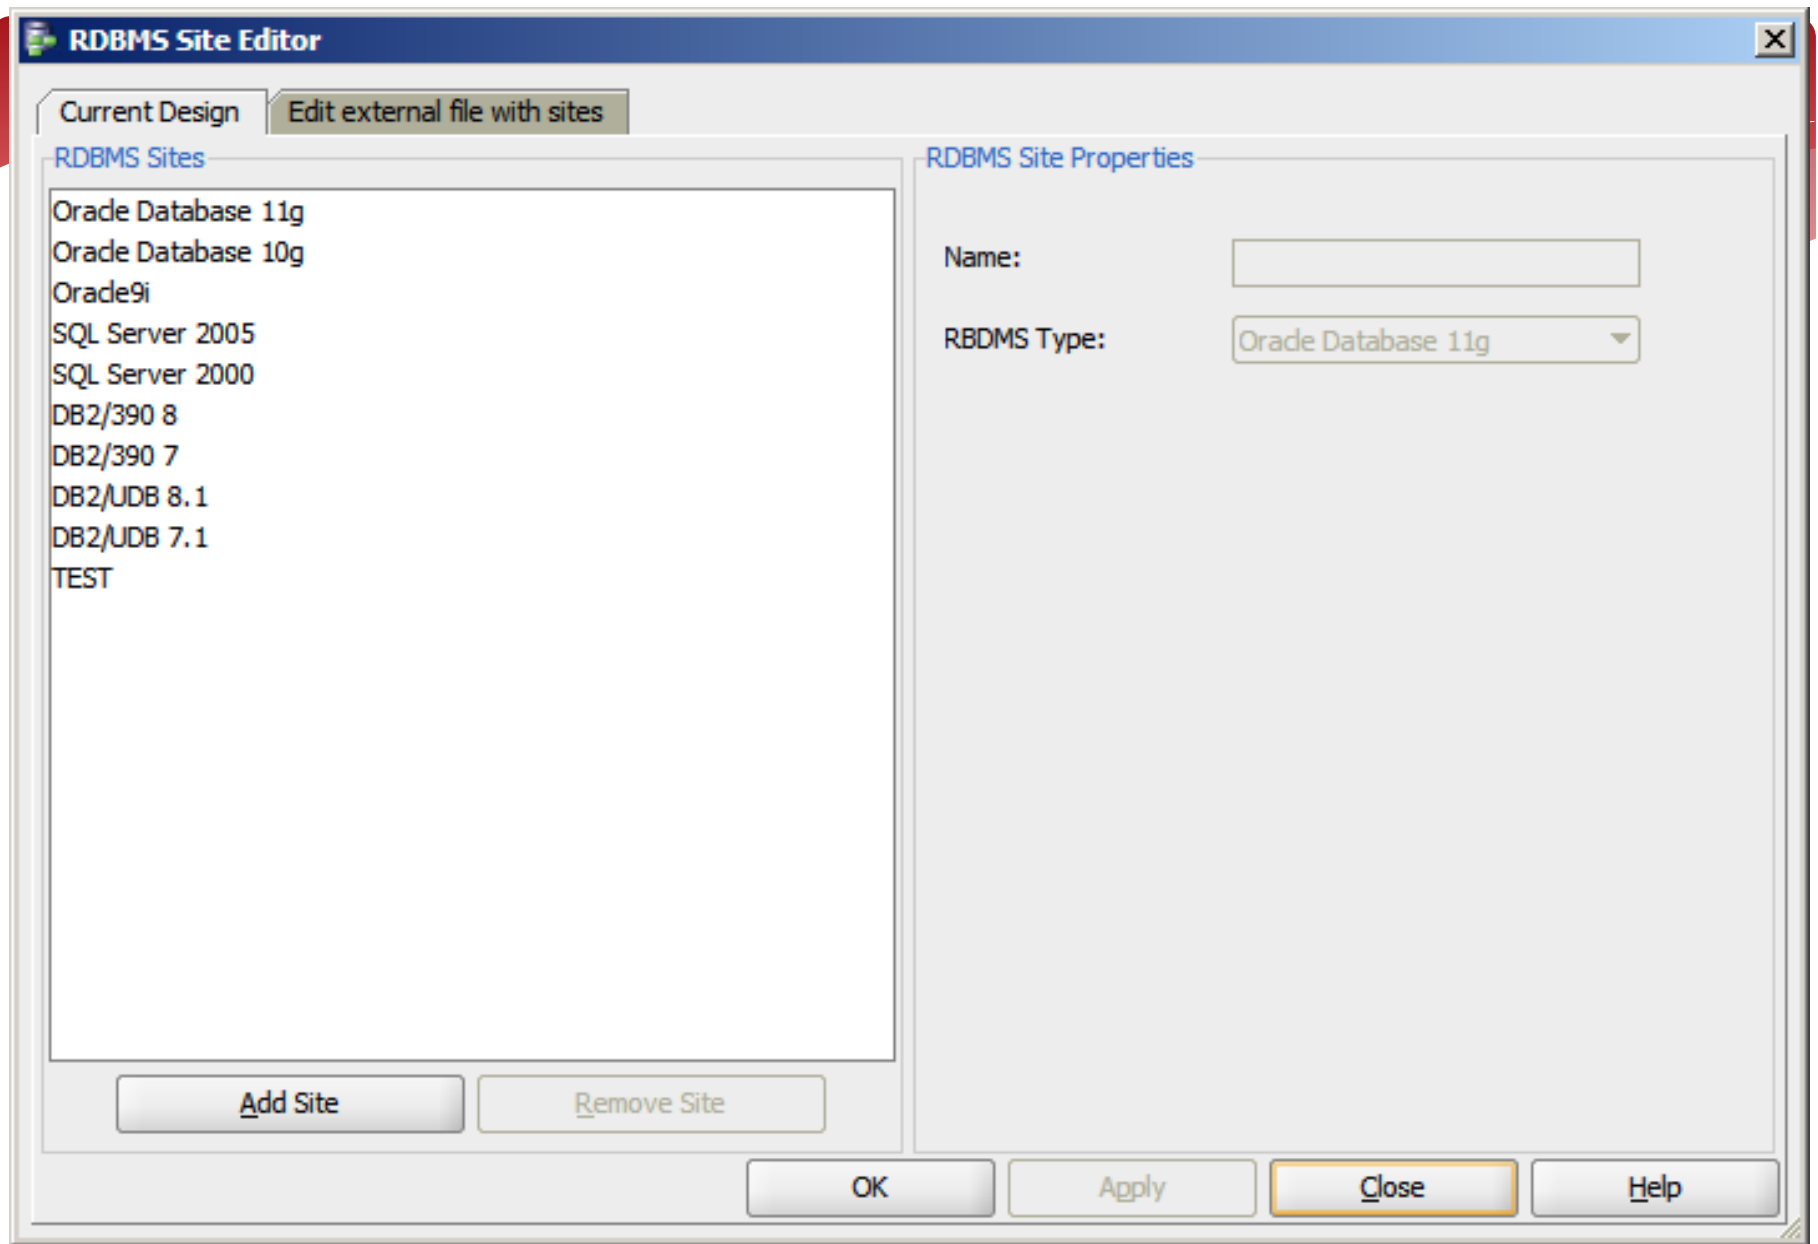 RDBMS Site Editor
Current Design
Edit external file with sites
RDBMS Sites
Oracle Database 11g
Oracle Database 10g
Oracle9i
SQL Server 2005
SQL Server 2000
DB2/390 8
DB2/390 7
DB2/UDB 8.1
DB2/UDB 7.1
TEST
Add Site
Remove Site
RDBMS Site Properties
Name:
RBDMS Type:
Oracle Database 11g
OK
Apply
Close
Help